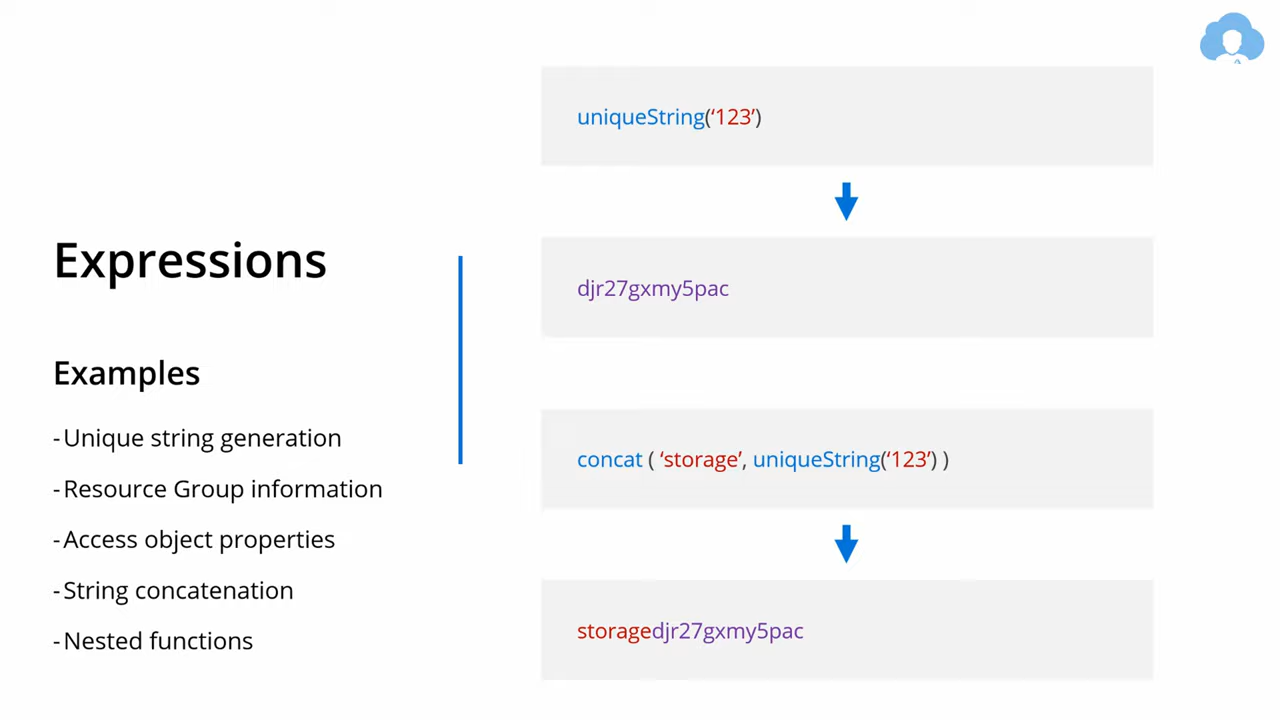 Expressions
Examples
-Unique string generation
-Resource Group information
-Access object properties
-String concatenation
-Nested functions
uniqueString(‘123’)
djr27gxmy5pac
concat ( ‘storage’, uniqueString(‘123’) )
storagedjr27gxmy5pac